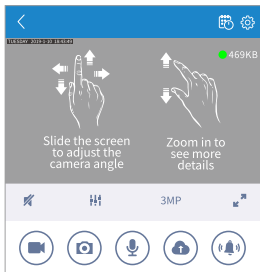 469KB
Slide the screen
to adjust the
camera angle
Zoom in to
see more
details
3MP